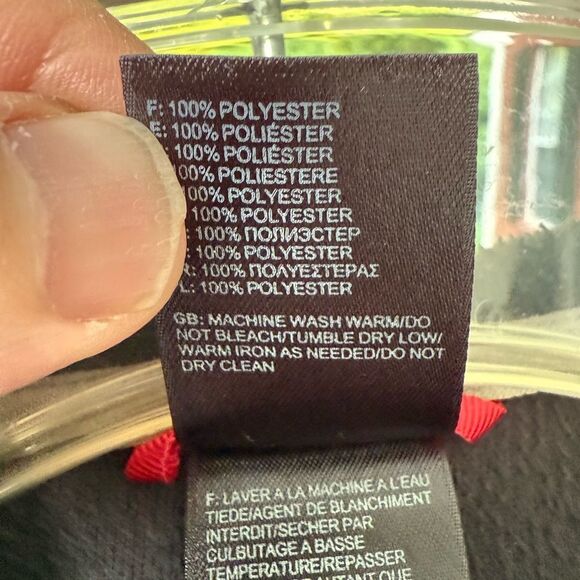 F: 100% POLYESTER
E: 100% POLIÉSTER
: 100% POLIÉSTER
100% POLIESTERE
100% POLYESTER
: 100% POLYESTER
: 100% ПОЛИЭСТЕР
: 100% POLYESTER
R: 100% ΠΟΛΥΕΣΤΕΡΑΣ
L: 100% POLYESTER
GB: MACHINE WASH WARM/DO
NOT BLEACH/TUMBLE DRY LOW/
WARM IRON AS NEEDED/DO NOT
DRY CLEAN
F: LAVER A LA MACHINE A L'EAU
TIEDE/AGENT DE BLANCHIMENT
INTERDIT/SECHER PAR
CULBUTAGE A BASSE
TEMPERATURE/REPASSER
AUTANT QUE